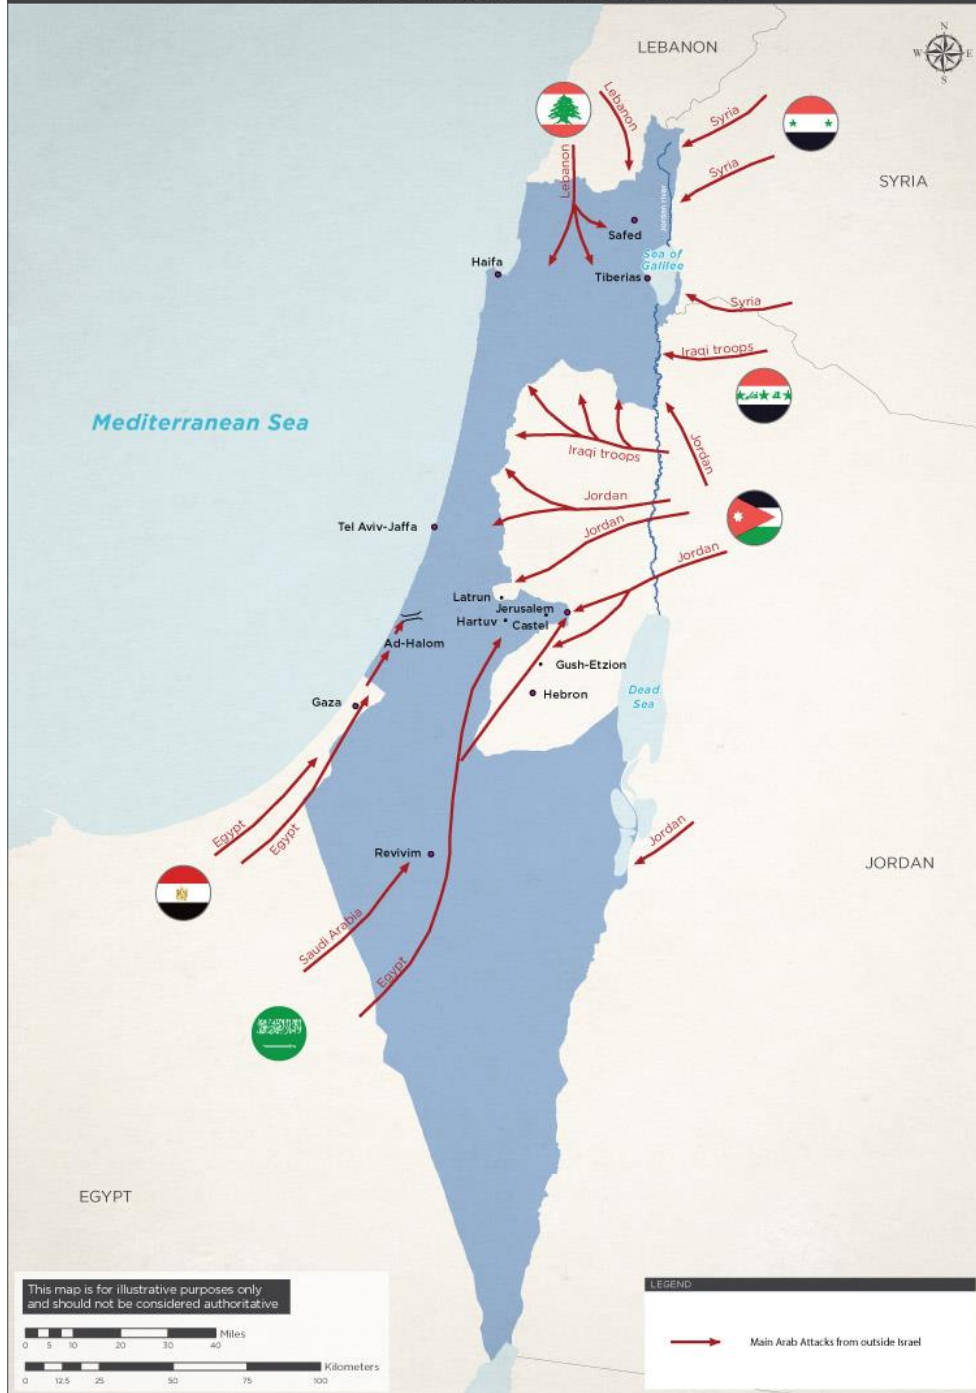 LEBANON
N
W
E
S
Lebanon
Lebanon
Syria
Syria
SYRIA
Jordan river
Safed
Sea of
Galilee
Haifa
Tiberias
Syria
Iraqi troops
Mediterranean Sea
Iraqi troops
Jordan
Jordan
Jordan
Jordan
Tel Aviv-Jaffa
Latrun
Jerusalem
Hartuv
Castel
Ad-Halom
Gush-Etzion
Hebron
Dead
Sea
Gaza
Egypt
Egypt
Revivim
Jordan
JORDAN
Saudi Arabia
Egypt
EGYPT
This map is for illustrative purposes only
and should not be considered authoritative
Miles
0 5 10 20 30 40
Kilometers
0 12.5 25 50 75 100
LEGEND
Main Arab Attacks from outside Israel